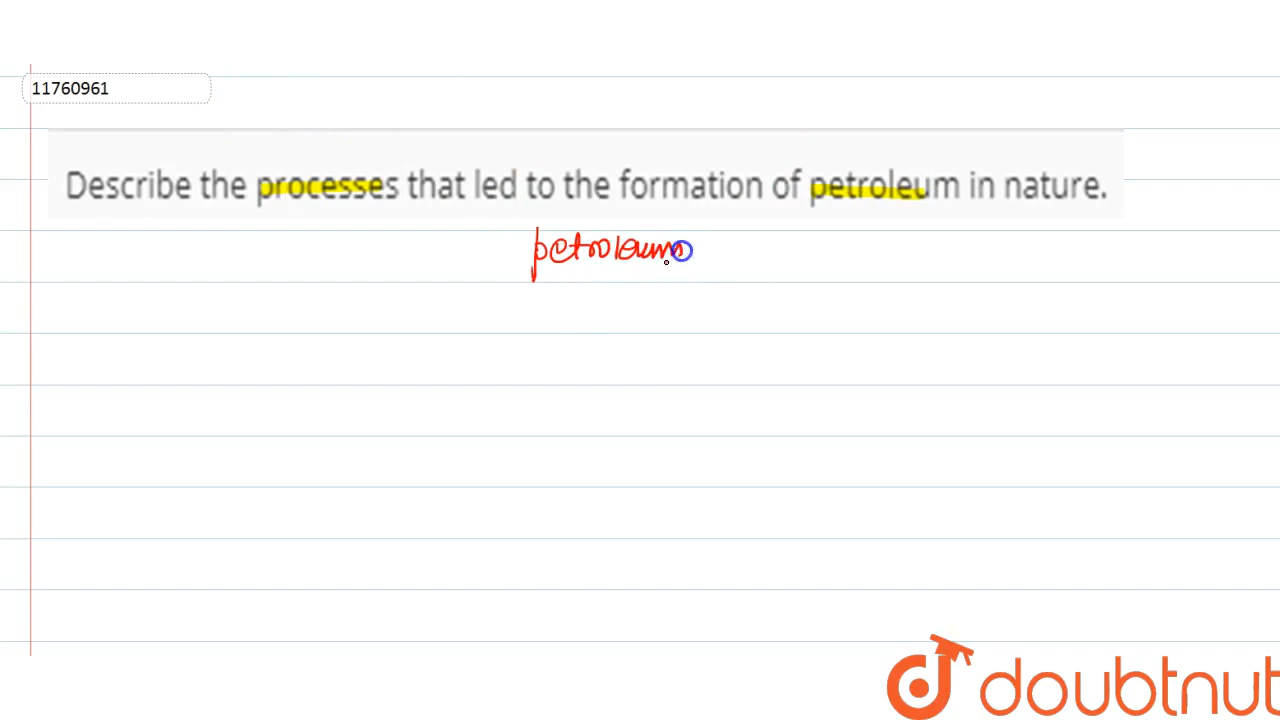 11760961
Describe the processes that led to the formation of petroleum in nature.
petroleum
doubtnut